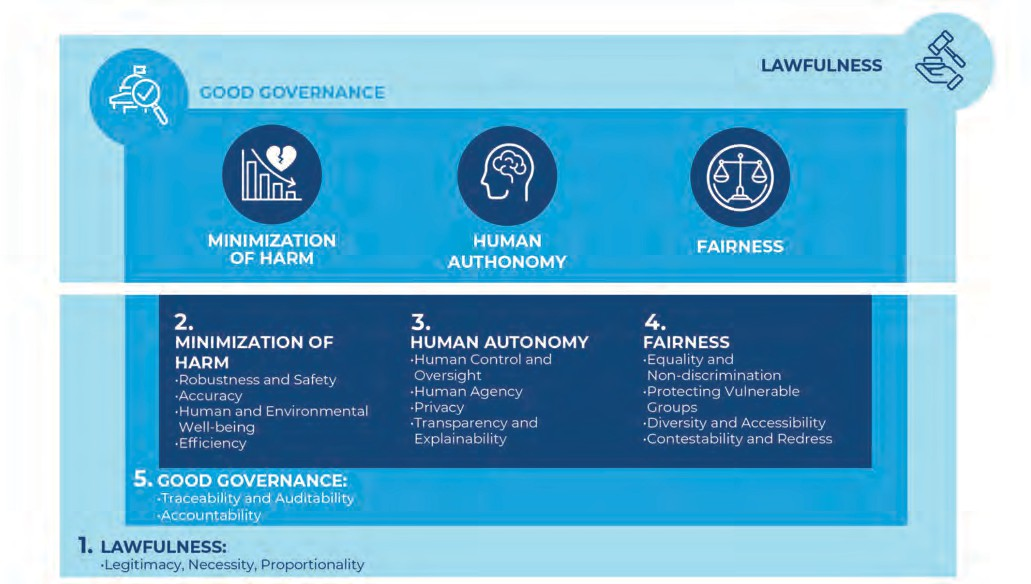 LAWFULNESS
GOOD GOVERNANCE
MINIMIZATION
OF HARM
HUMAN
AUTHONOMY
FAIRNESS
2.
MINIMIZATION OF
HARM
·Robustness and Safety
·Accuracy
·Human and Environmental
Well-being
·Efficiency
3.
HUMAN AUTONOMY
·Human Control and
Oversight
·Human Agency
·Privacy
·Transparency and
Explainability
4.
FAIRNESS
·Equality and
Non-discrimination
·Protecting Vulnerable
Groups
·Diversity and Accessibility
·Contestability and Redress
5. GOOD GOVERNANCE:
·Traceability and Auditability
·Accountability
1. LAWFULNESS:
·Legitimacy, Necessity, Proportionality